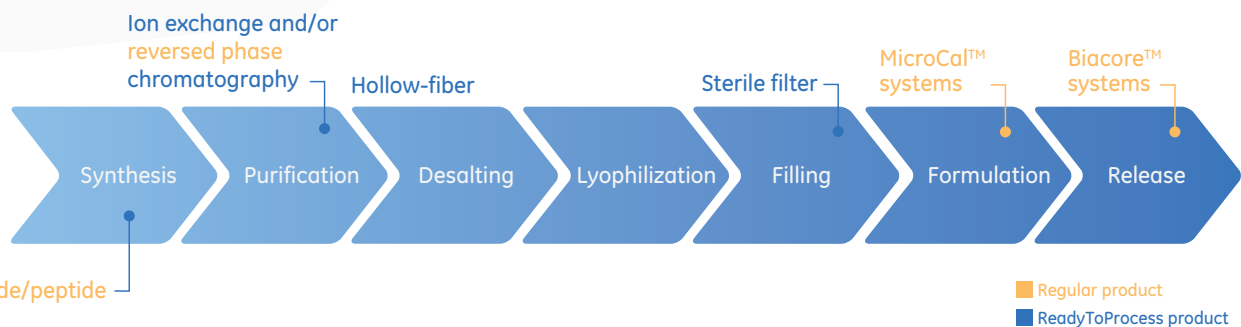 Ion exchange and/or
reversed phase
chromatography
Hollow-fiber
Sterile filter
MicroCal™
systems
Biacore™
systems
Synthesis
Purification
Desalting
Lyophilization
Filling
Formulation
Release
de/peptide
Regular product
ReadyToProcess product